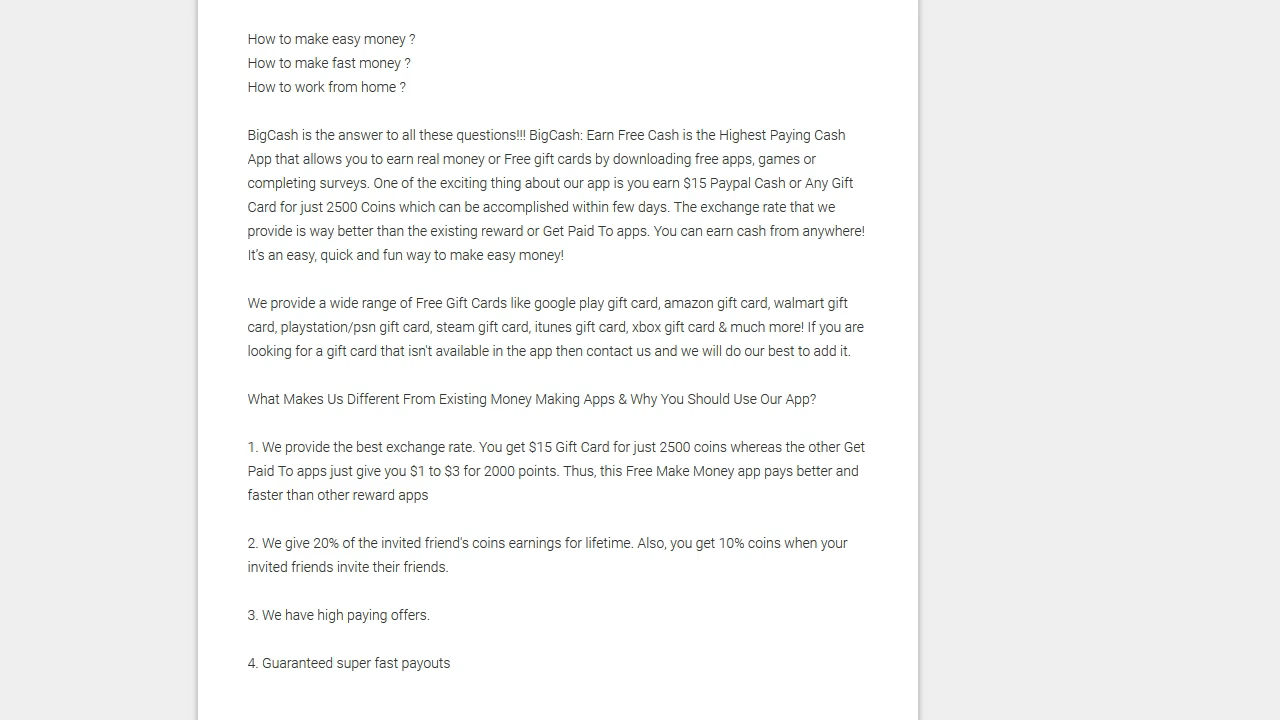 How to make easy money ?
How to make fast money ?
How to work from home ?
BigCash is the answer to all these questions!!! BigCash: Earn Free Cash is the Highest Paying Cash
App that allows you to earn real money or Free gift cards by downloading free apps, games or
completing surveys. One of the exciting thing about our app is you earn $15 Paypal Cash or Any Gift
Card for just 2500 Coins which can be accomplished within few days. The exchange rate that we
provide is way better than the existing reward or Get Paid To apps. You can earn cash from anywhere!
It's an easy, quick and fun way to make easy money!
We provide a wide range of Free Gift Cards like google play gift card, amazon gift card, walmart gift
card, playstation/psn gift card, steam gift card, itunes gift card, xbox gift card & much more! If you are
looking for a gift card that isn't available in the app then contact us and we will do our best to add it.
What Makes Us Different From Existing Money Making Apps & Why You Should Use Our App?
1. We provide the best exchange rate. You get $15 Gift Card for just 2500 coins whereas the other Get
Paid To apps just give you $1 to $3 for 2000 points. Thus, this Free Make Money app pays better and
faster than other reward apps
2. We give 20% of the invited friend's coins earnings for lifetime. Also, you get 10% coins when your
invited friends invite their friends.
3. We have high paying offers.
4. Guaranteed super fast payouts